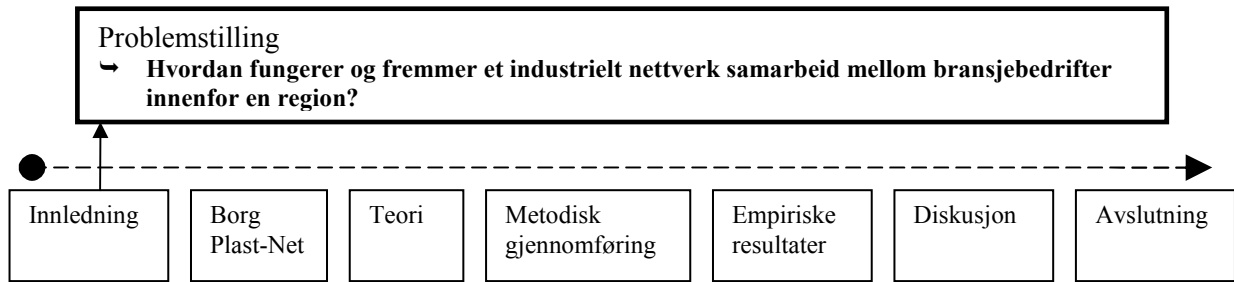 Problemstilling
➥ Hvordan fungerer og fremmer et industrielt nettverk samarbeid mellom bransjebedrifter
innenfor en region?
Innledning
Borg
Plast-Net
Teori
Metodisk
gjennomføring
Empiriske
resultater
Diskusjon
Avslutning